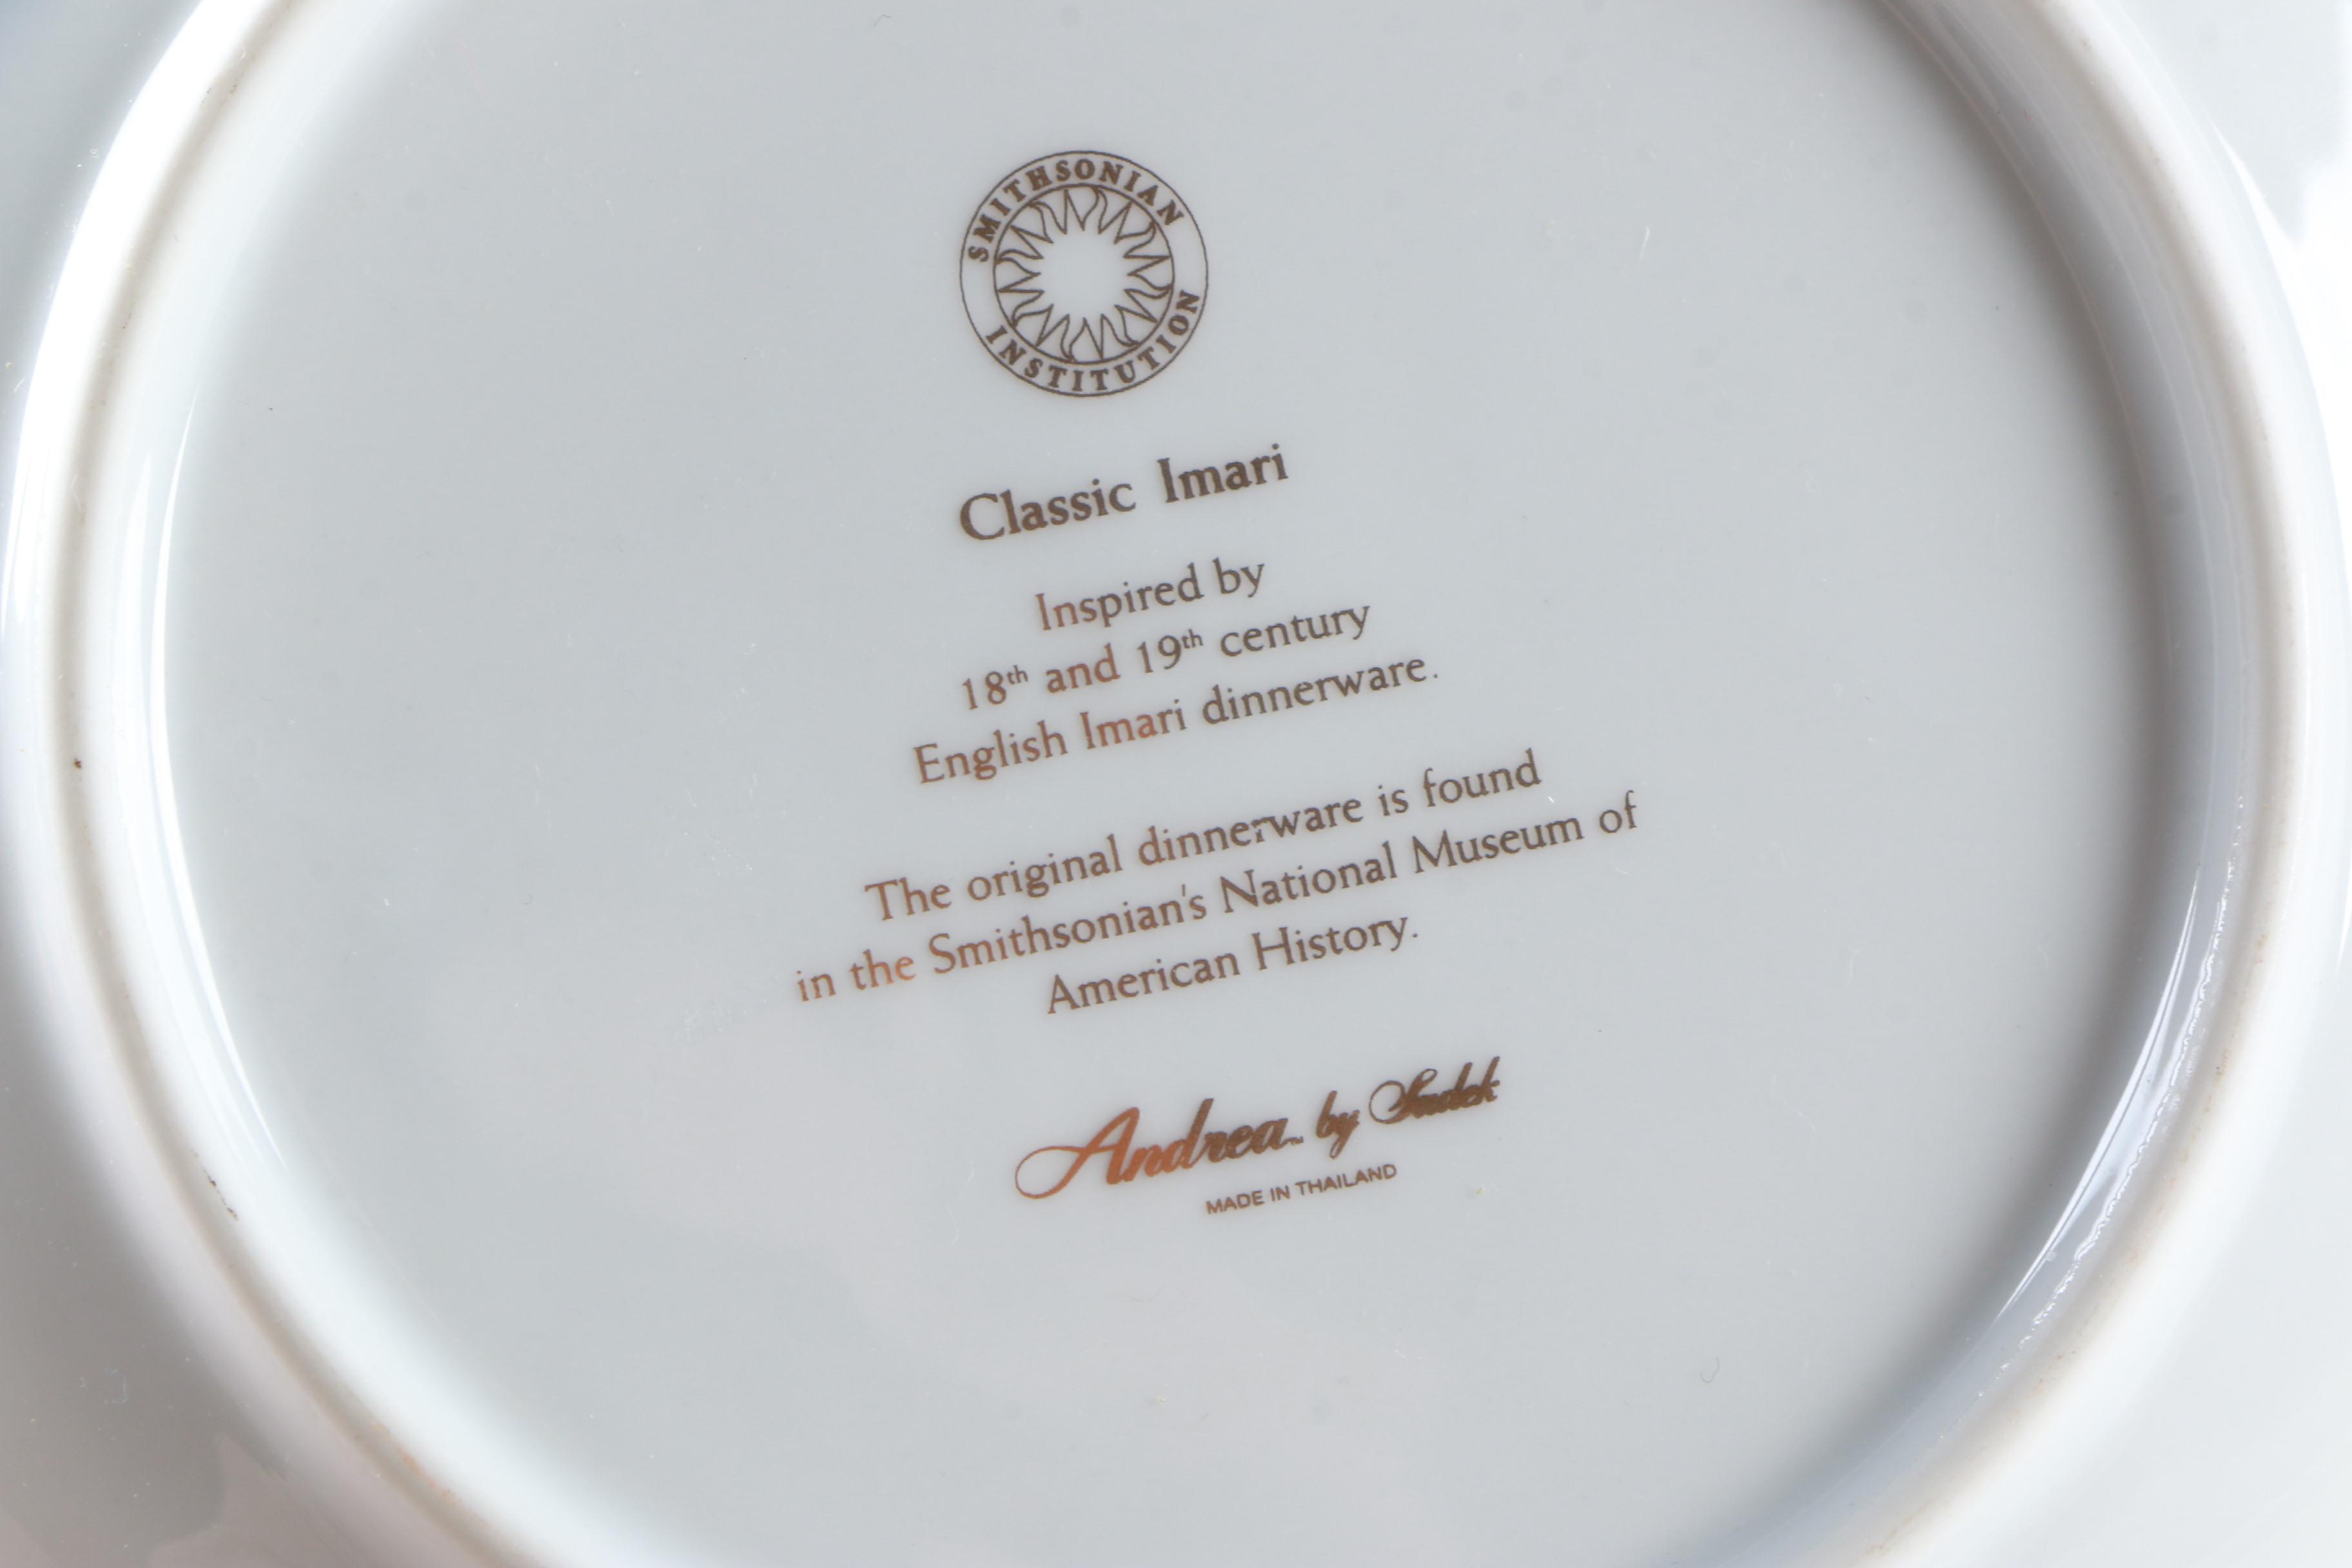 SMITHSONIAN
INSTITUTION
Classic Imari
Inspired by
18th and 19th century
English Imari dinnerware.
The original dinnerware is found
in the Smithsonian's National Museum of
American History.
Andrea™ by Sadek
MADE IN THAILAND